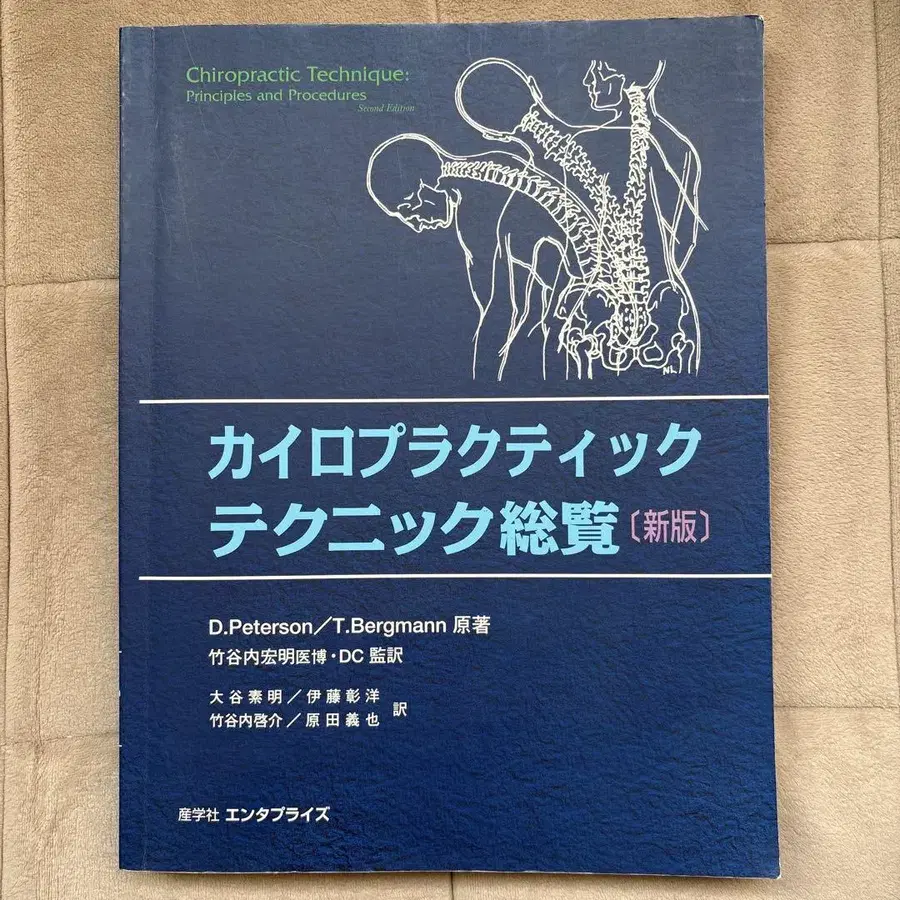 Chiropractic Technique:
Principles and Procedures
Second Edition
NL
カイロプラクティック
テクニック総覧〔新版〕
D.Peterson／T.Bergmann 原著
竹谷内宏明医博・DC 監訳
大谷素明／伊藤彰洋
竹谷内啓介／原田義也 訳
産学社 エンタプライズ